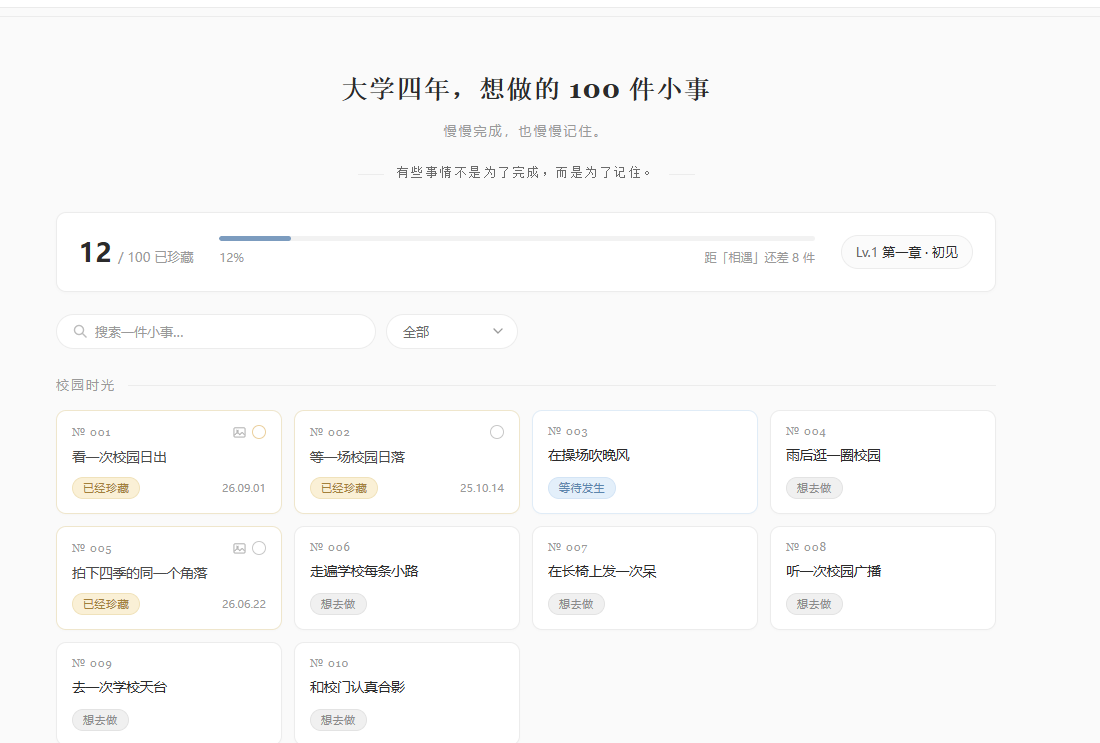 大学四年，想做的 100 件小事
慢慢完成，也慢慢记住。
有些事情不是为了完成，而是为了记住。
12 / 100 已珍藏
12%
距「相遇」还差 8 件
Lv.1 第一章 · 初见
搜索一件小事...
全部
校园时光
№ 001
看一次校园日出
已经珍藏
26.09.01
№ 002
等一场校园日落
已经珍藏
25.10.14
№ 003
在操场吹晚风
等待发生
№ 004
雨后逛一圈校园
想去做
№ 005
拍下四季的同一个角落
已经珍藏
26.06.22
№ 006
走遍学校每条小路
想去做
№ 007
在长椅上发一次呆
想去做
№ 008
听一次校园广播
想去做
№ 009
去一次学校天台
想去做
№ 010
和校门认真合影
想去做